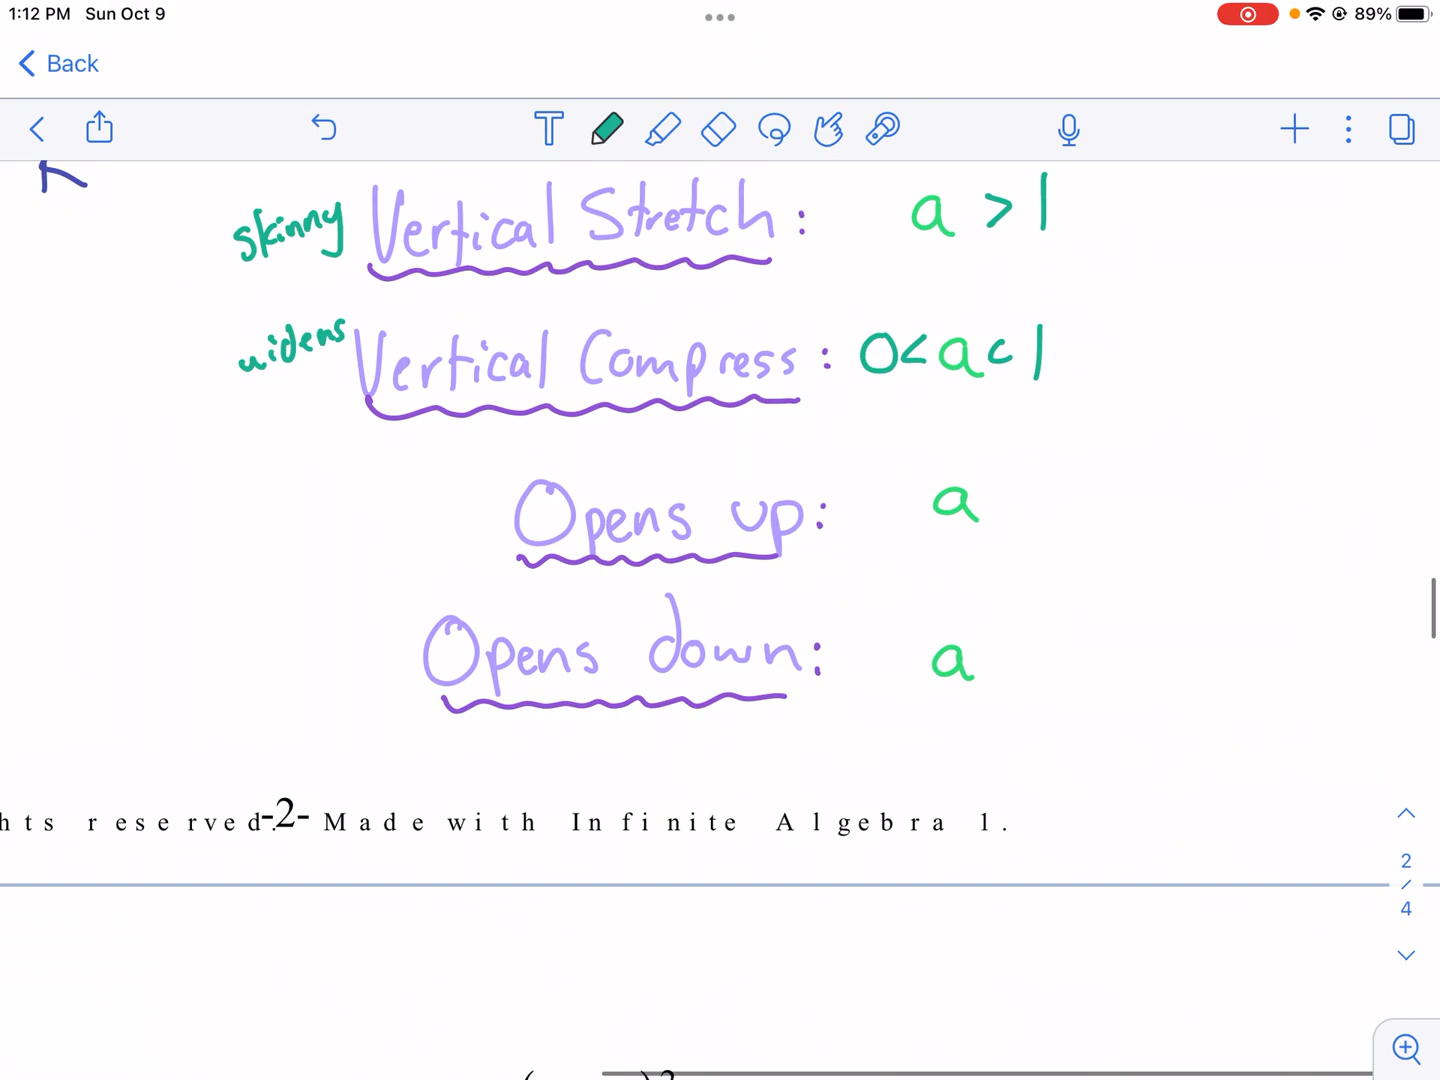 1:12 PM Sun Oct 9
89%
Back
skinny Vertical Stretch: a > 1
widens Vertical Compress: 0 < a < 1
Opens up: a
Opens down: a
hts reserved. -2- Made with Infinite Algebra 1.
2
/
4